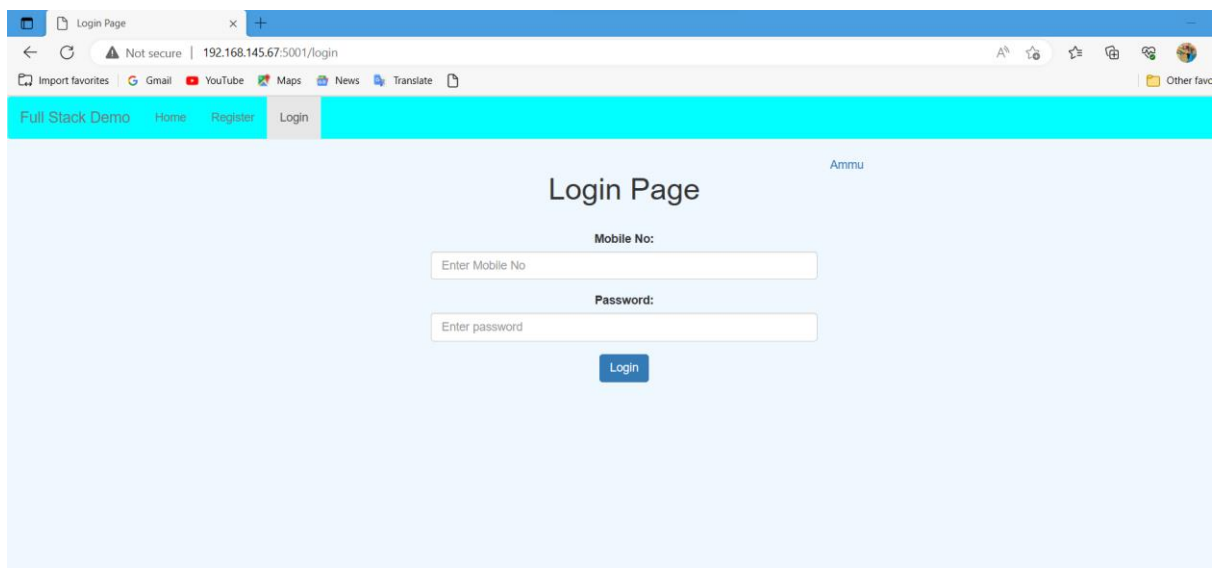 Login Page
Not secure | 192.168.145.67:5001/login
Import favorites Gmail YouTube Maps News Translate Other favo
Full Stack Demo Home Register Login
Ammu
Login Page
Mobile No:
Enter Mobile No
Password:
Enter password
Login